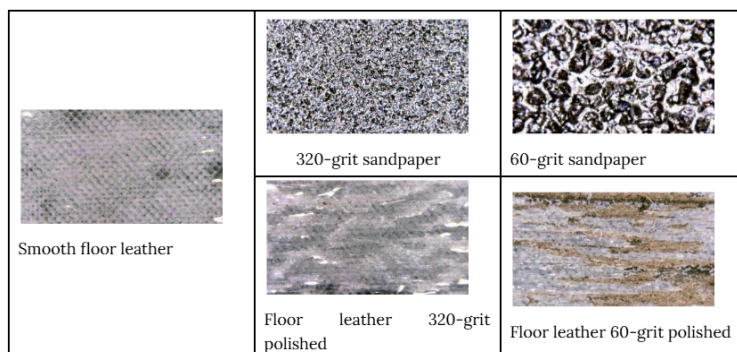 320-grit sandpaper
60-grit sandpaper
Smooth floor leather
Floor leather 320-grit
polished
Floor leather 60-grit polished